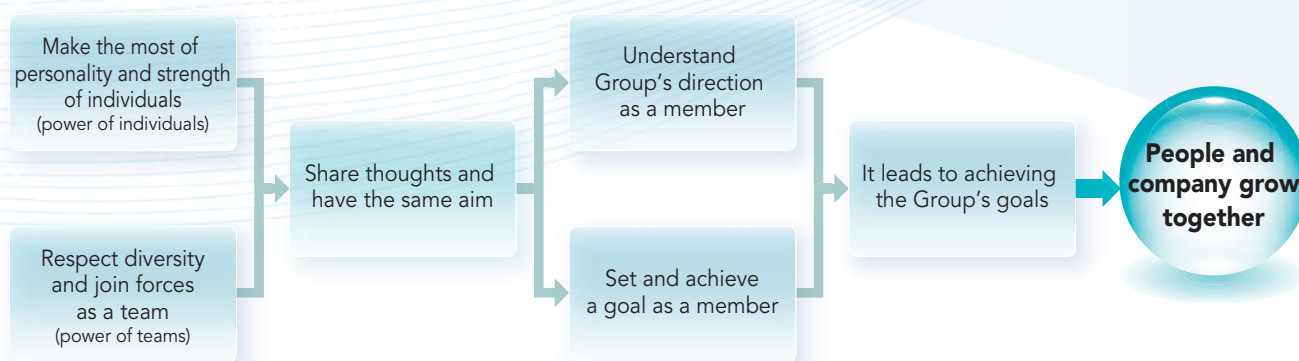 Make the most of
personality and strength
of individuals
(power of individuals)
Respect diversity
and join forces
as a team
(power of teams)
Share thoughts and
have the same aim
Understand
Group's direction
as a member
Set and achieve
a goal as a member
It leads to achieving
the Group's goals
People and
company grow
together